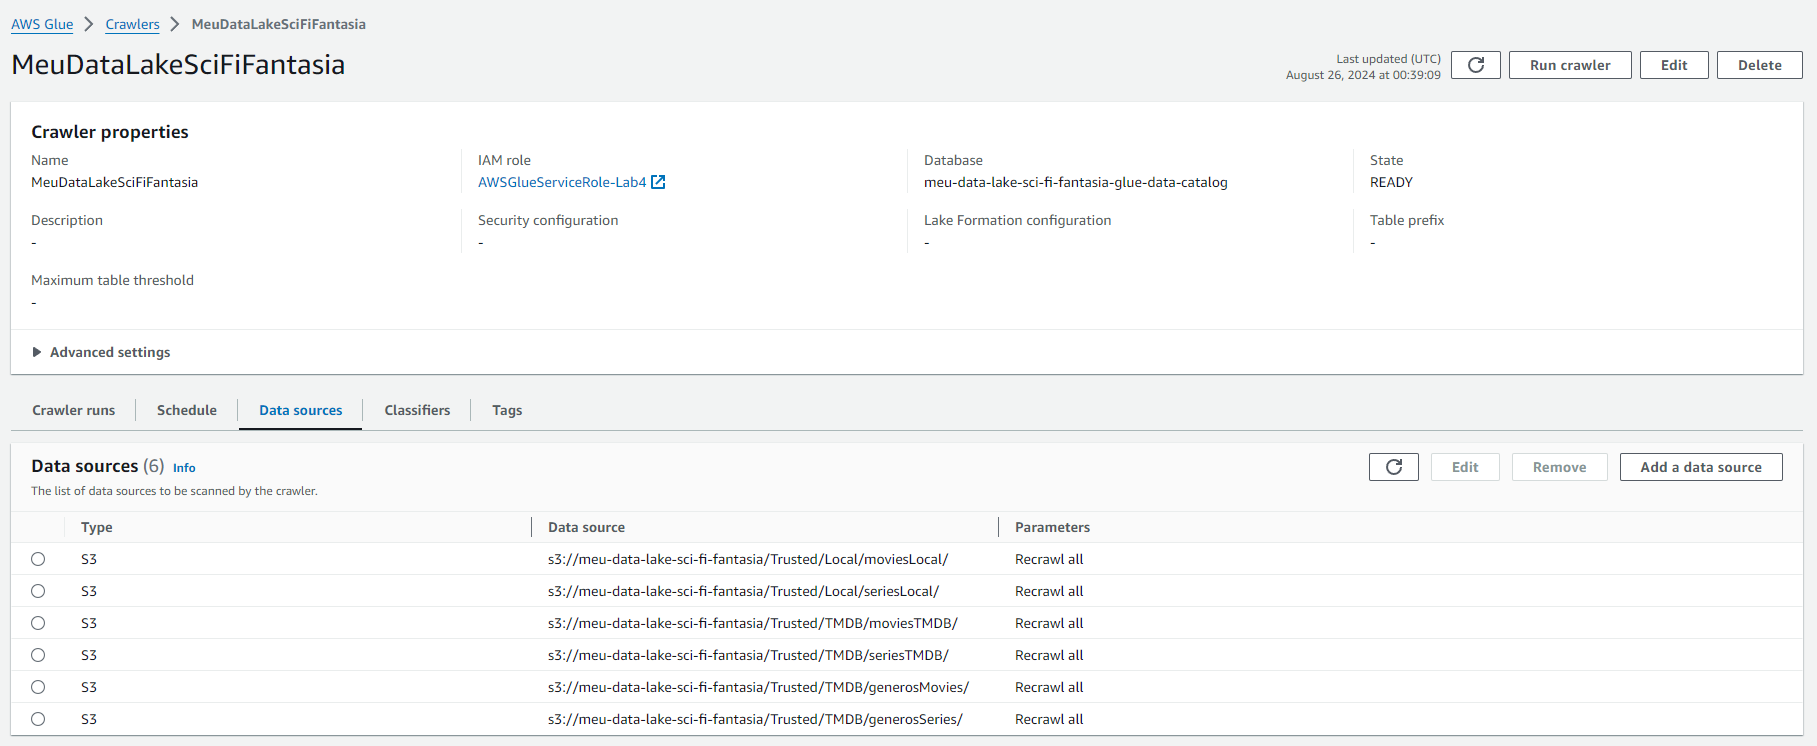 AWS Glue > Crawlers > MeuDataLakeSciFiFantasia
MeuDataLakeSciFiFantasia
Last updated (UTC)
August 26, 2024 at 00:39:09
Run crawler
Edit
Delete
Crawler properties
Name
MeuDataLakeSciFiFantasia
IAM role
AWSGlueServiceRole-Lab4
Database
meu-data-lake-sci-fi-fantasia-glue-data-catalog
State
READY
Description
-
Security configuration
-
Lake Formation configuration
-
Table prefix
-
Maximum table threshold
-
Advanced settings
Crawler runs
Schedule
Data sources
Classifiers
Tags
Data sources (6) Info
The list of data sources to be scanned by the crawler.
Edit
Remove
Add a data source
Type Data source Parameters
S3 s3://meu-data-lake-sci-fi-fantasia/Trusted/Local/moviesLocal/ Recrawl all
S3 s3://meu-data-lake-sci-fi-fantasia/Trusted/Local/seriesLocal/ Recrawl all
S3 s3://meu-data-lake-sci-fi-fantasia/Trusted/TMDB/moviesTMDB/ Recrawl all
S3 s3://meu-data-lake-sci-fi-fantasia/Trusted/TMDB/seriesTMDB/ Recrawl all
S3 s3://meu-data-lake-sci-fi-fantasia/Trusted/TMDB/generosMovies/ Recrawl all
S3 s3://meu-data-lake-sci-fi-fantasia/Trusted/TMDB/generosSeries/ Recrawl all